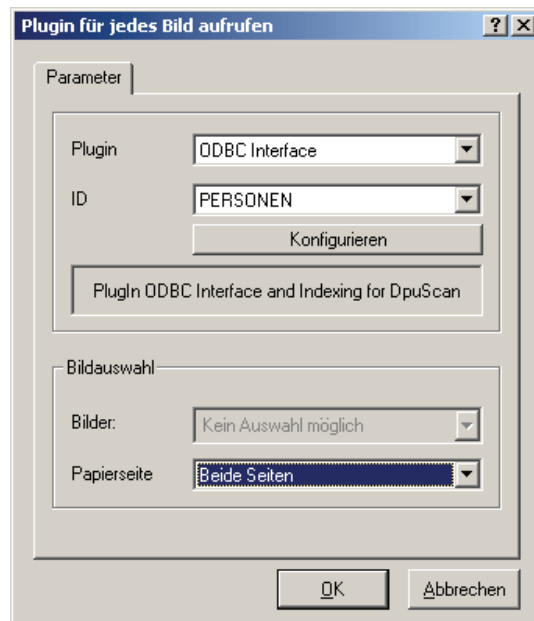 Plugin für jedes Bild aufrufen
Parameter
Plugin ODBC Interface
ID PERSONEN
Konfigurieren
PlugIn ODBC Interface and Indexing for DpuScan
Bildauswahl
Bilder: Kein Auswahl möglich
Papierseite Beide Seiten
OK Abbrechen